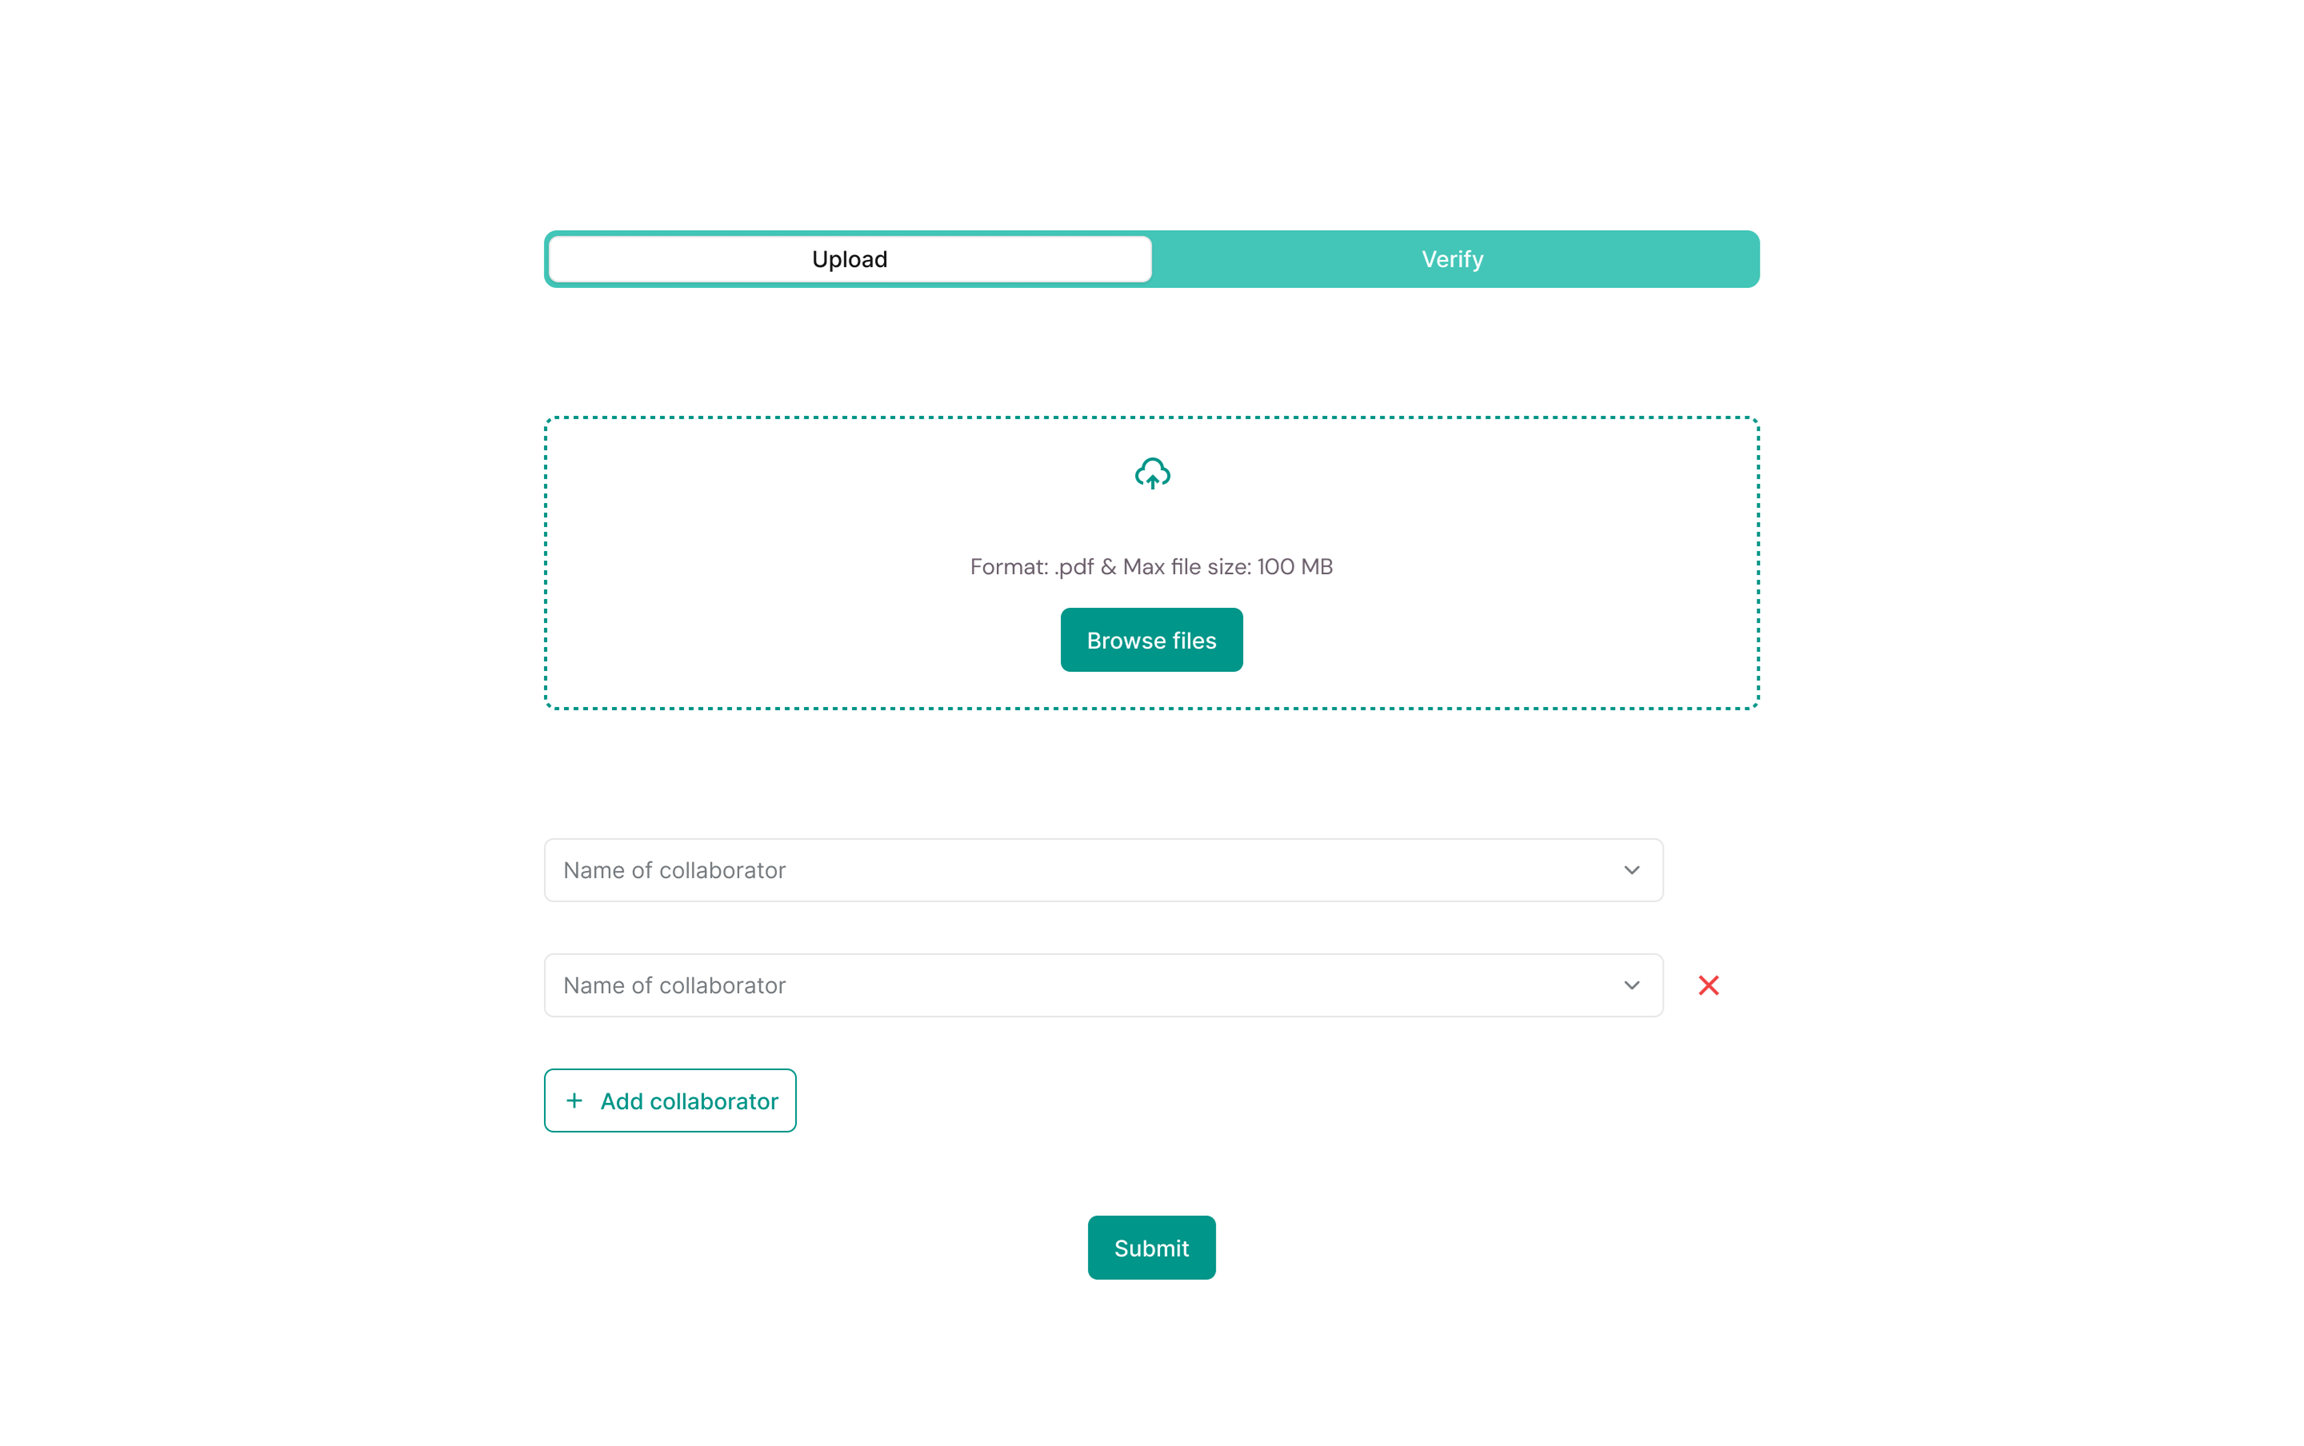 Upload
Verify
Format: .pdf & Max file size: 100 MB
Browse files
Name of collaborator
Name of collaborator
Add collaborator
Submit